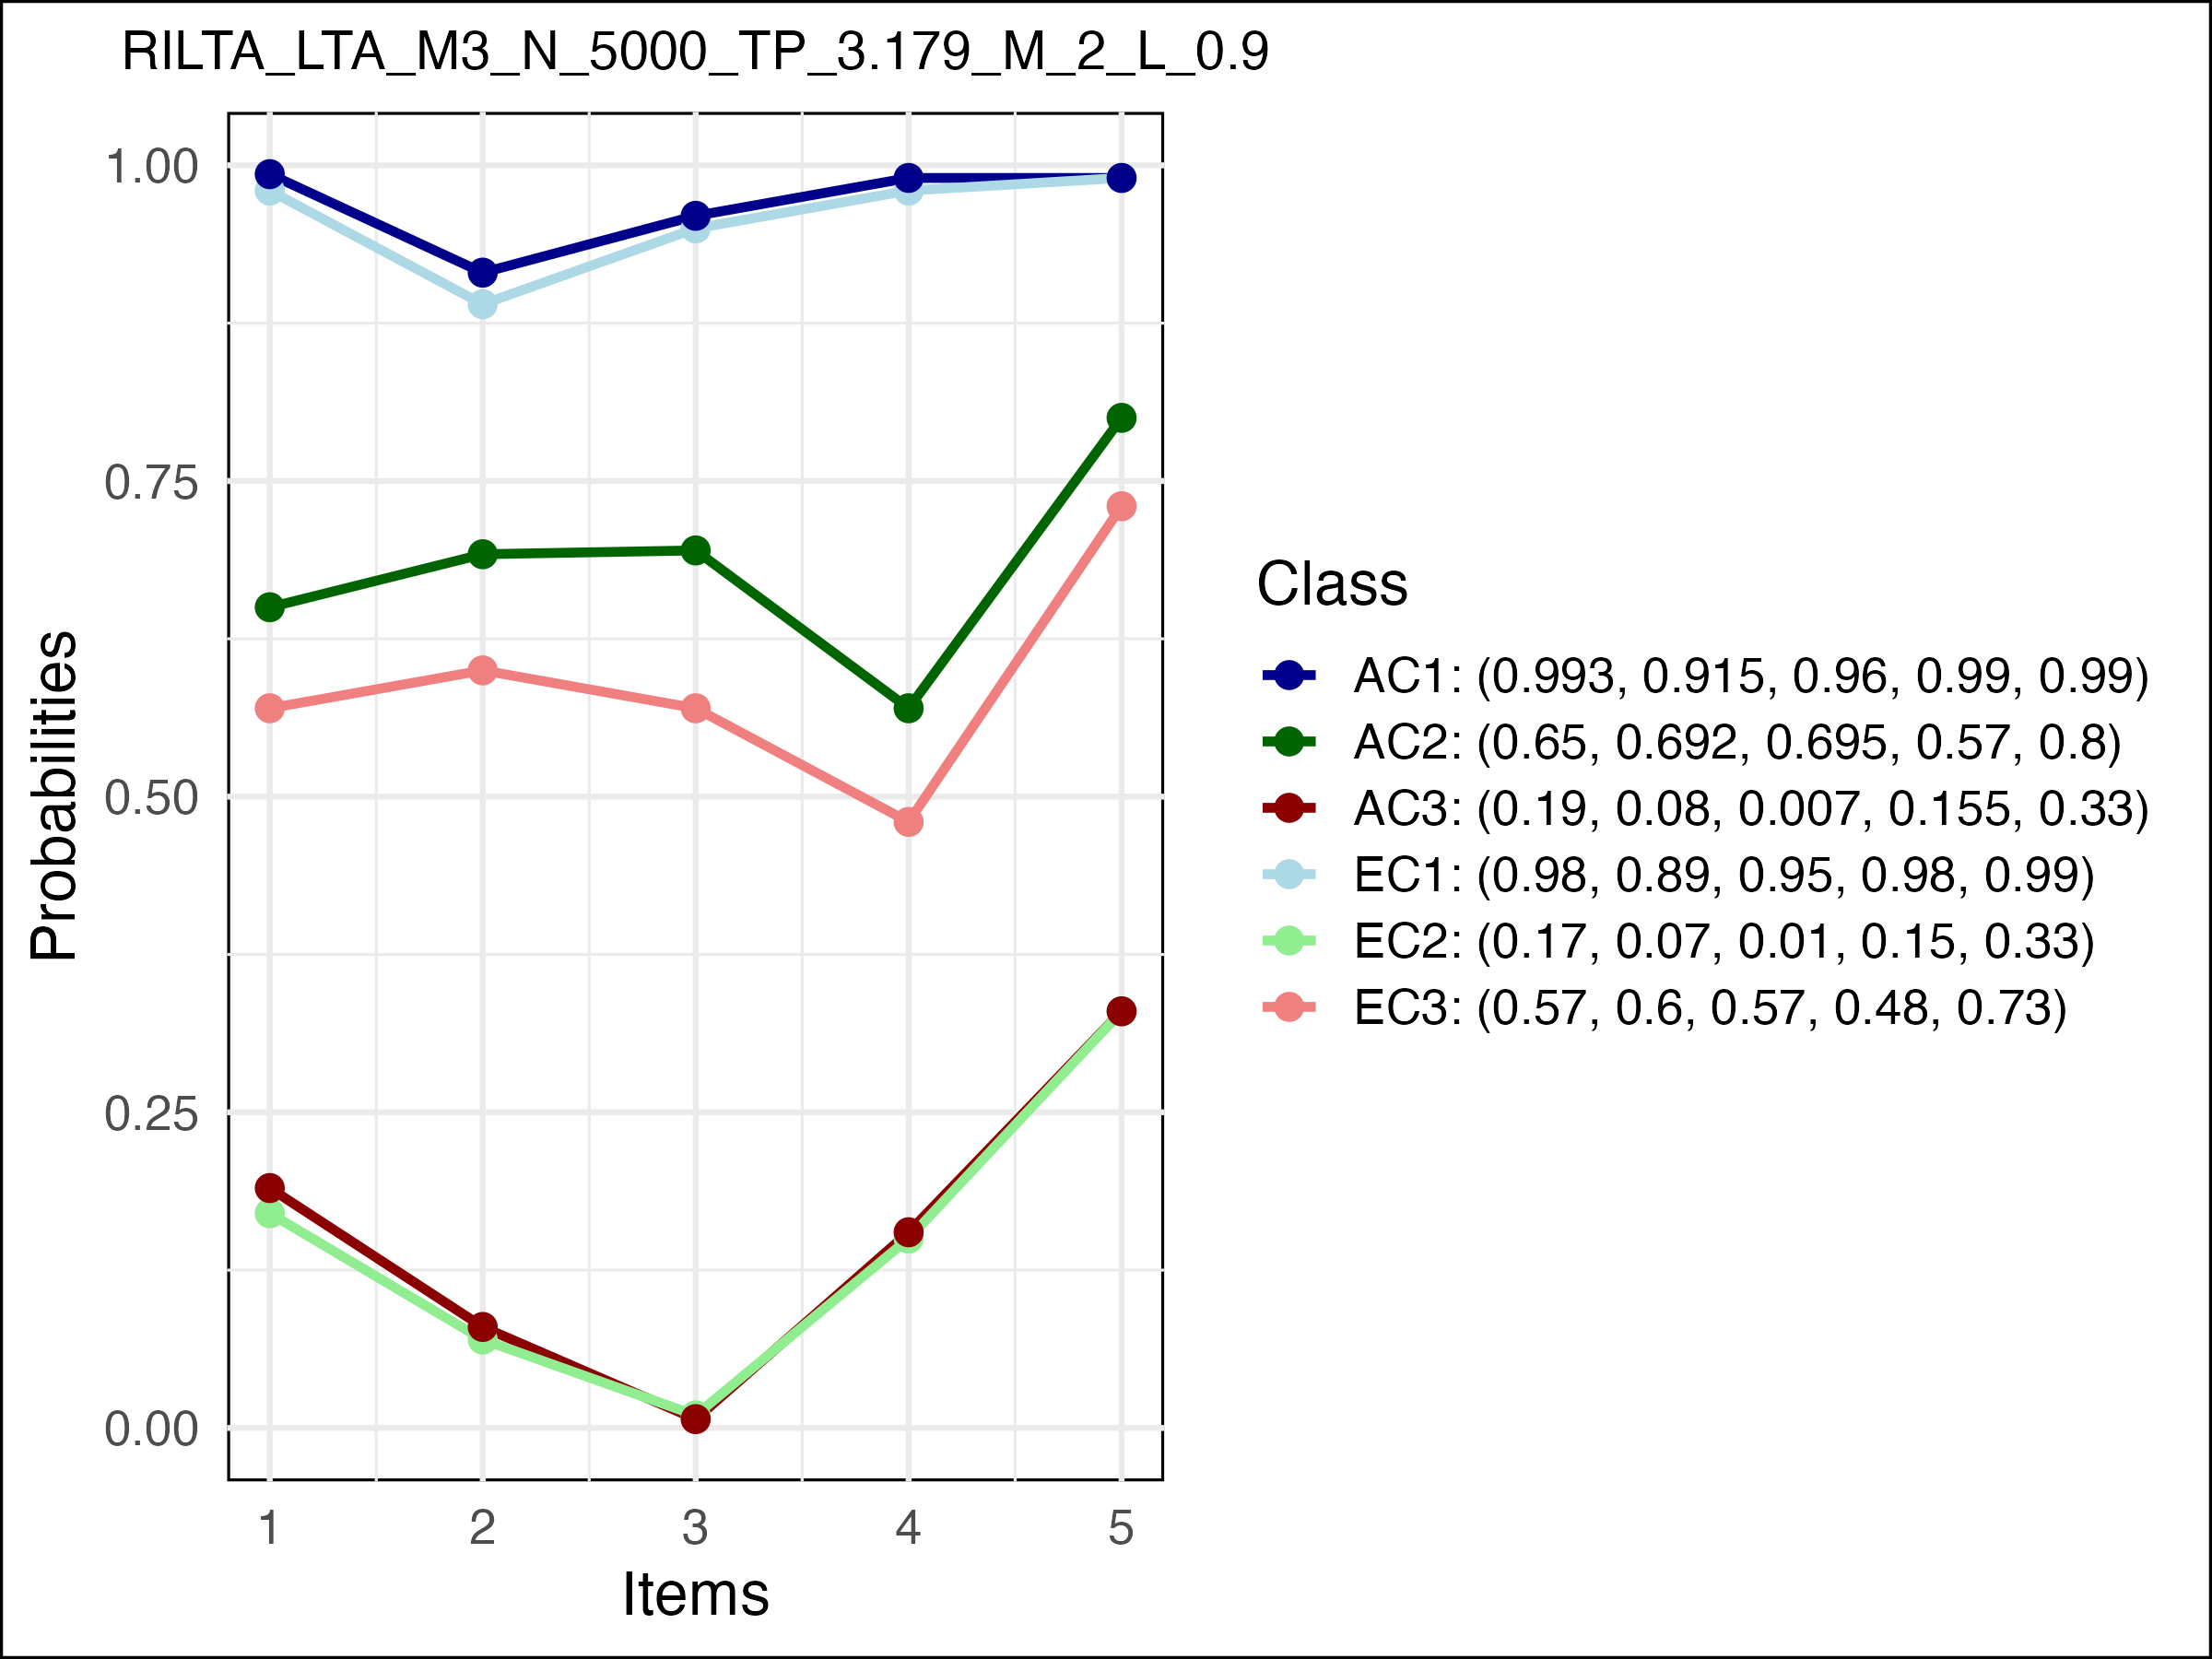 RILTA_LTA_M3_N_5000_TP_3.179_M_2_L_0.9
1.00
0.75
0.50
0.25
0.00
Probabilities
1 2 3 4 5
Items
Class
AC1: (0.993, 0.915, 0.96, 0.99, 0.99)
AC2: (0.65, 0.692, 0.695, 0.57, 0.8)
AC3: (0.19, 0.08, 0.007, 0.155, 0.33)
EC1: (0.98, 0.89, 0.95, 0.98, 0.99)
EC2: (0.17, 0.07, 0.01, 0.15, 0.33)
EC3: (0.57, 0.6, 0.57, 0.48, 0.73)